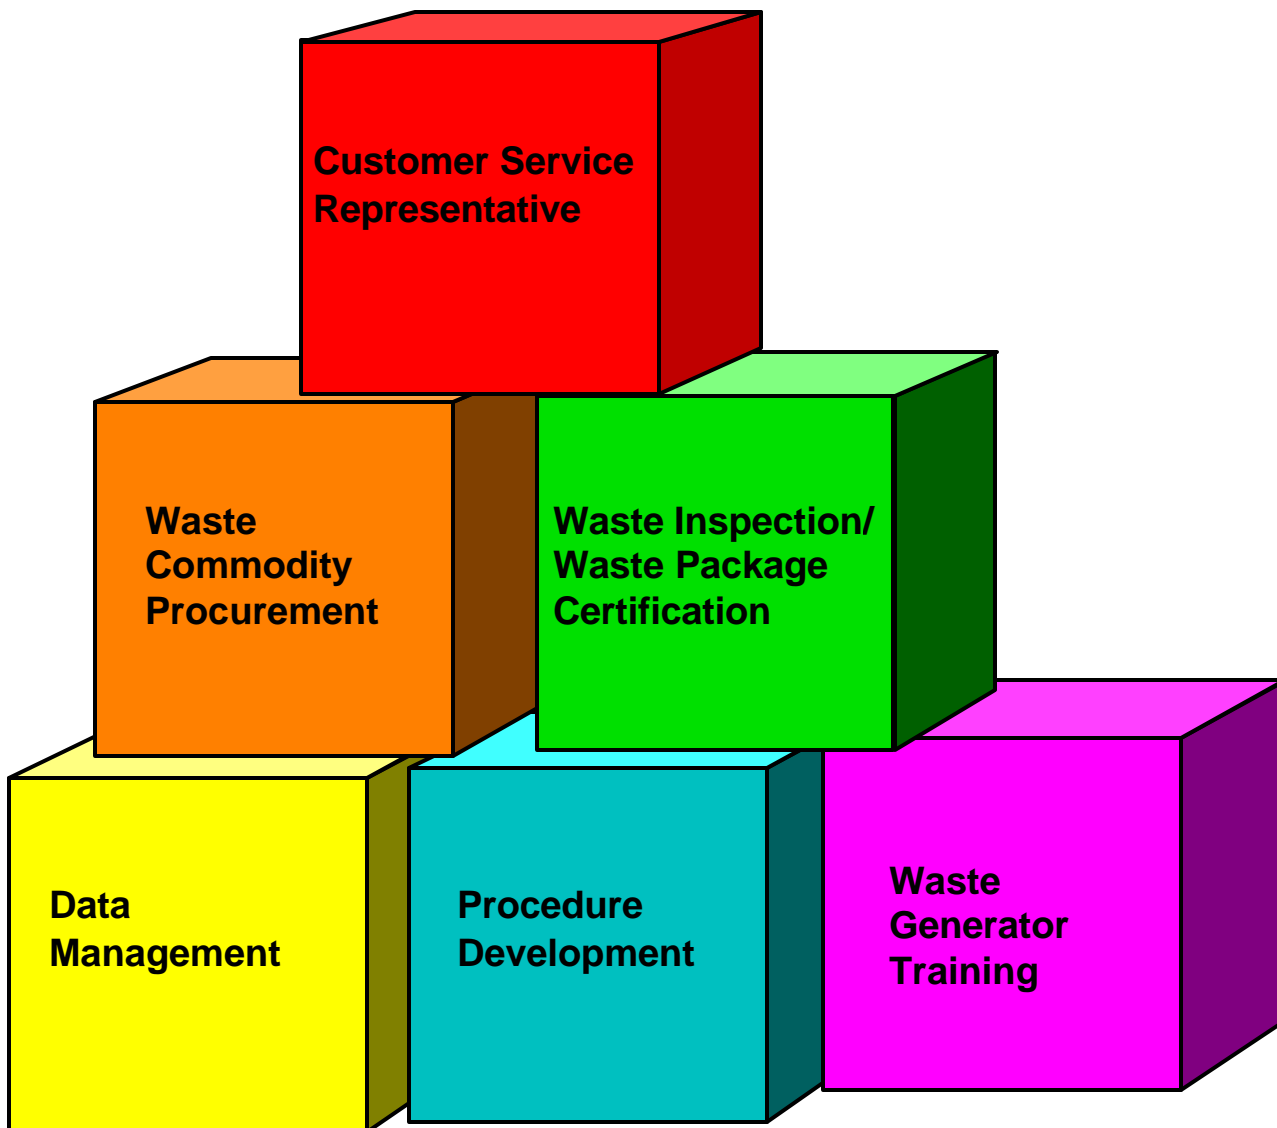 Customer Service
Representative
Waste
Commodity
Procurement
Waste Inspection/
Waste Package
Certification
Data
Management
Procedure
Development
Waste
Generator
Training